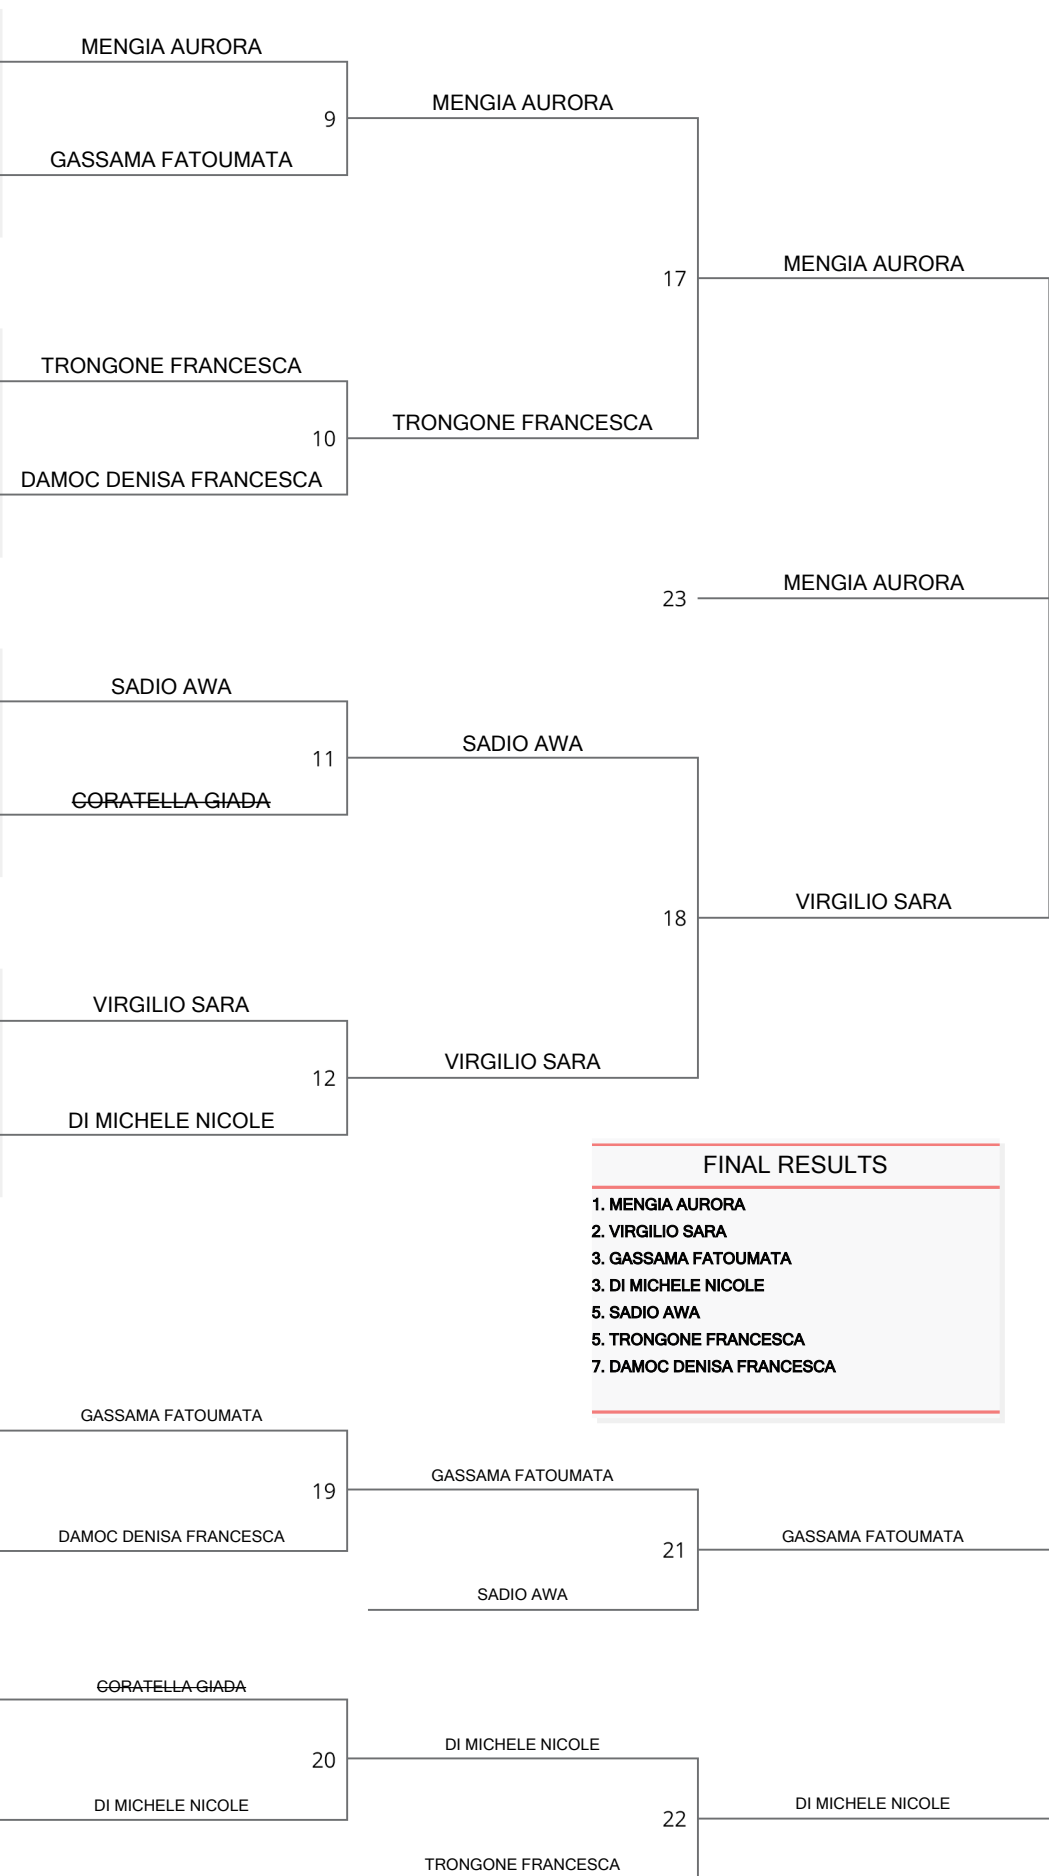 MENGIA AURORA
MENGIA AURORA
9
GASSAMA FATOUMATA
MENGIA AURORA
17
TRONGONE FRANCESCA
TRONGONE FRANCESCA
10
DAMOC DENISA FRANCESCA
MENGIA AURORA
23
SADIO AWA
SADIO AWA
11
CORATELLA GIADA
VIRGILIO SARA
18
VIRGILIO SARA
VIRGILIO SARA
12
DI MICHELE NICOLE
FINAL RESULTS
1. MENGIA AURORA
2. VIRGILIO SARA
3. GASSAMA FATOUMATA
3. DI MICHELE NICOLE
5. SADIO AWA
5. TRONGONE FRANCESCA
7. DAMOC DENISA FRANCESCA
GASSAMA FATOUMATA
GASSAMA FATOUMATA
19
DAMOC DENISA FRANCESCA
GASSAMA FATOUMATA
21
SADIO AWA
CORATELLA GIADA
DI MICHELE NICOLE
20
DI MICHELE NICOLE
DI MICHELE NICOLE
22
TRONGONE FRANCESCA